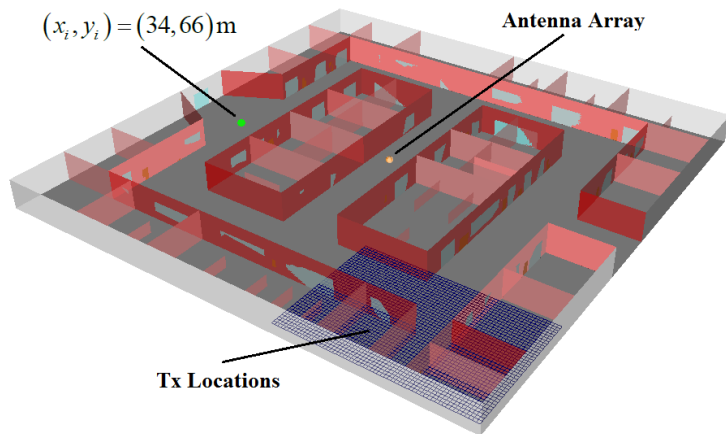 (x_i, y_i) = (34, 66) m
Antenna Array
Tx Locations